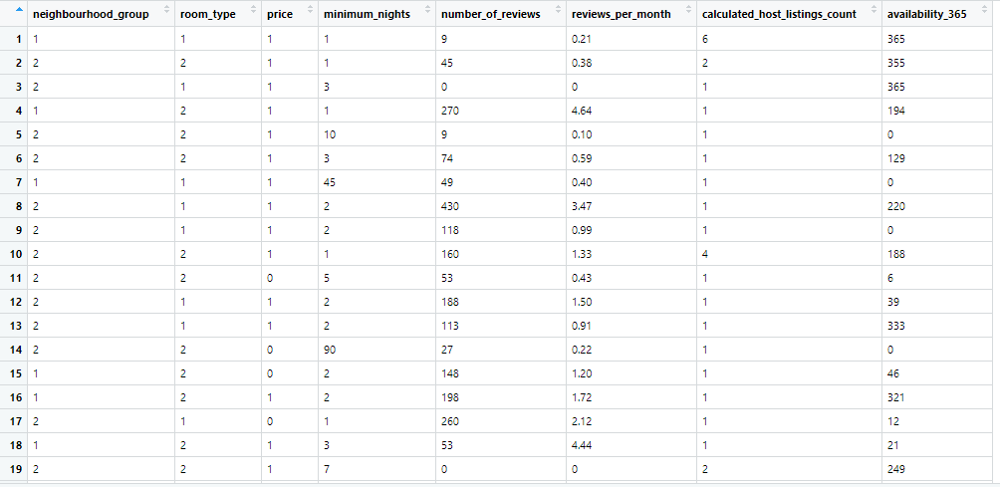 neighbourhood_group room_type price minimum_nights number_of_reviews reviews_per_month calculated_host_listings_count availability_365
1 1 1 1 1 9 0.21 6 365
2 2 2 1 1 45 0.38 2 355
3 2 1 1 3 0 0 1 365
4 1 2 1 1 270 4.64 1 194
5 2 2 1 10 9 0.10 1 0
6 2 2 1 3 74 0.59 1 129
7 1 1 1 45 49 0.40 1 0
8 2 1 1 2 430 3.47 1 220
9 2 1 1 2 118 0.99 1 0
10 2 2 1 1 160 1.33 4 188
11 2 2 0 5 53 0.43 1 6
12 2 1 1 2 188 1.50 1 39
13 2 1 1 2 113 0.91 1 333
14 2 2 0 90 27 0.22 1 0
15 1 2 0 2 148 1.20 1 46
16 1 2 1 2 198 1.72 1 321
17 2 1 0 1 260 2.12 1 12
18 1 2 1 3 53 4.44 1 21
19 2 2 1 7 0 0 2 249